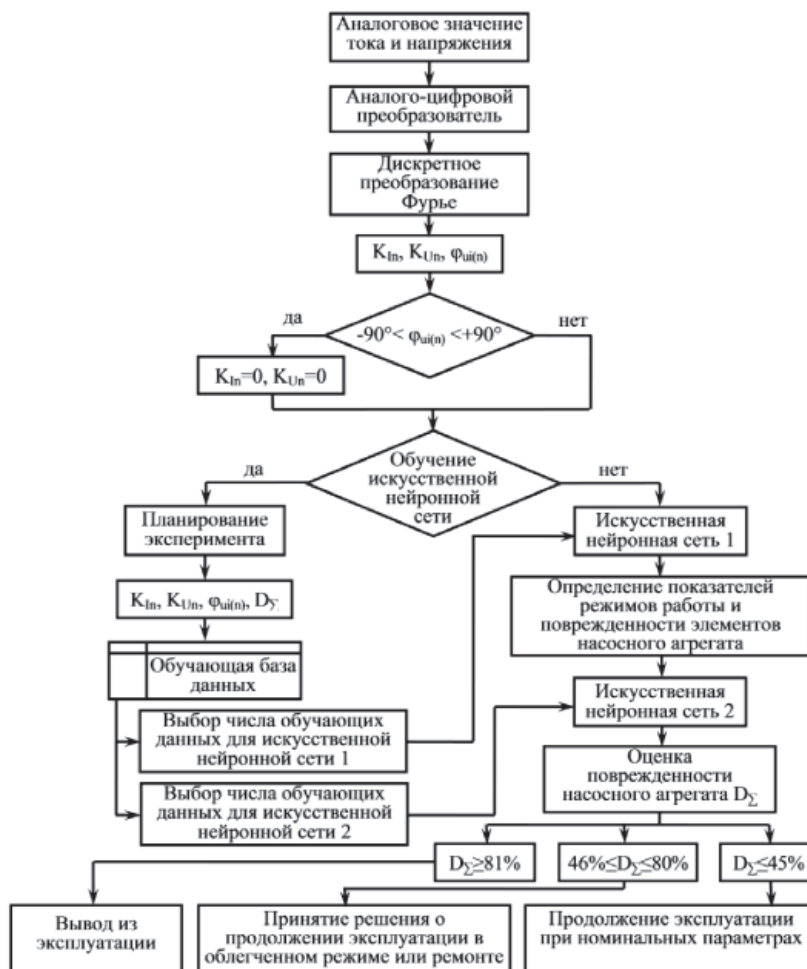 Аналоговое значение
тока и напряжения
Аналого-цифровой
преобразователь
Дискретное
преобразование
Фурье
K_In, K_Un, φ_ui(n)
да
-90°< φ_ui(n) <+90°
нет
K_In=0, K_Un=0
да
Обучение
искусственной
нейронной
сети
нет
Планирование
эксперимента
Искусственная
нейронная сеть 1
K_In, K_Un, φ_ui(n), D_Σ
Определение показателей
режимов работы и
поврежденности элементов
насосного агрегата
Обучающая база
данных
Искусственная
нейронная сеть 2
Выбор числа обучающих
данных для искусственной
нейронной сети 1
Оценка
поврежденности
насосного агрегата D_Σ
Выбор числа обучающих
данных для искусственной
нейронной сети 2
D_Σ≥81%
46%≤D_Σ≤80%
D_Σ≤45%
Вывод из
эксплуатации
Принятие решения о
продолжении эксплуатации в
облегченном режиме или ремонте
Продолжение эксплуатации
при номинальных параметрах